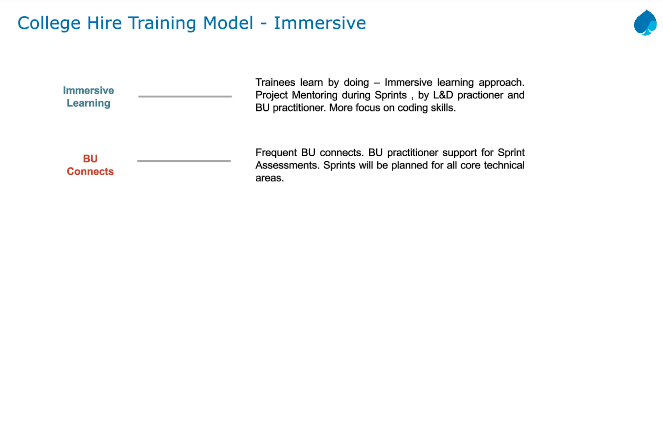 College Hire Training Model - Immersive
Immersive
Learning
Trainees learn by doing – Immersive learning approach.
Project Mentoring during Sprints , by L&D practioner and
BU practitioner. More focus on coding skills.
BU
Connects
Frequent BU connects. BU practitioner support for Sprint
Assessments. Sprints will be planned for all core technical
areas.